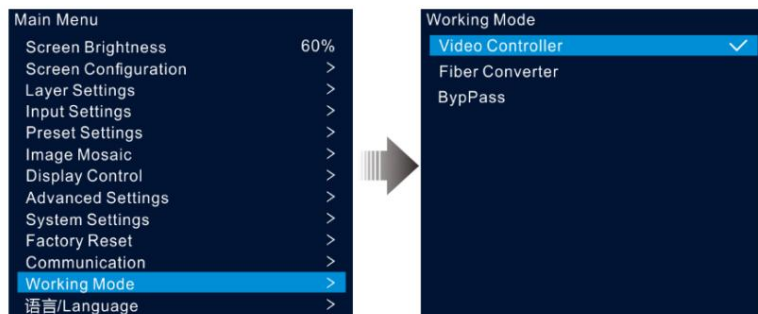 Main Menu
Screen Brightness 60%
Screen Configuration >
Layer Settings >
Input Settings >
Preset Settings >
Image Mosaic >
Display Control >
Advanced Settings >
System Settings >
Factory Reset >
Communication >
Working Mode >
语言/Language >
Working Mode
Video Controller ✓
Fiber Converter
BypPass